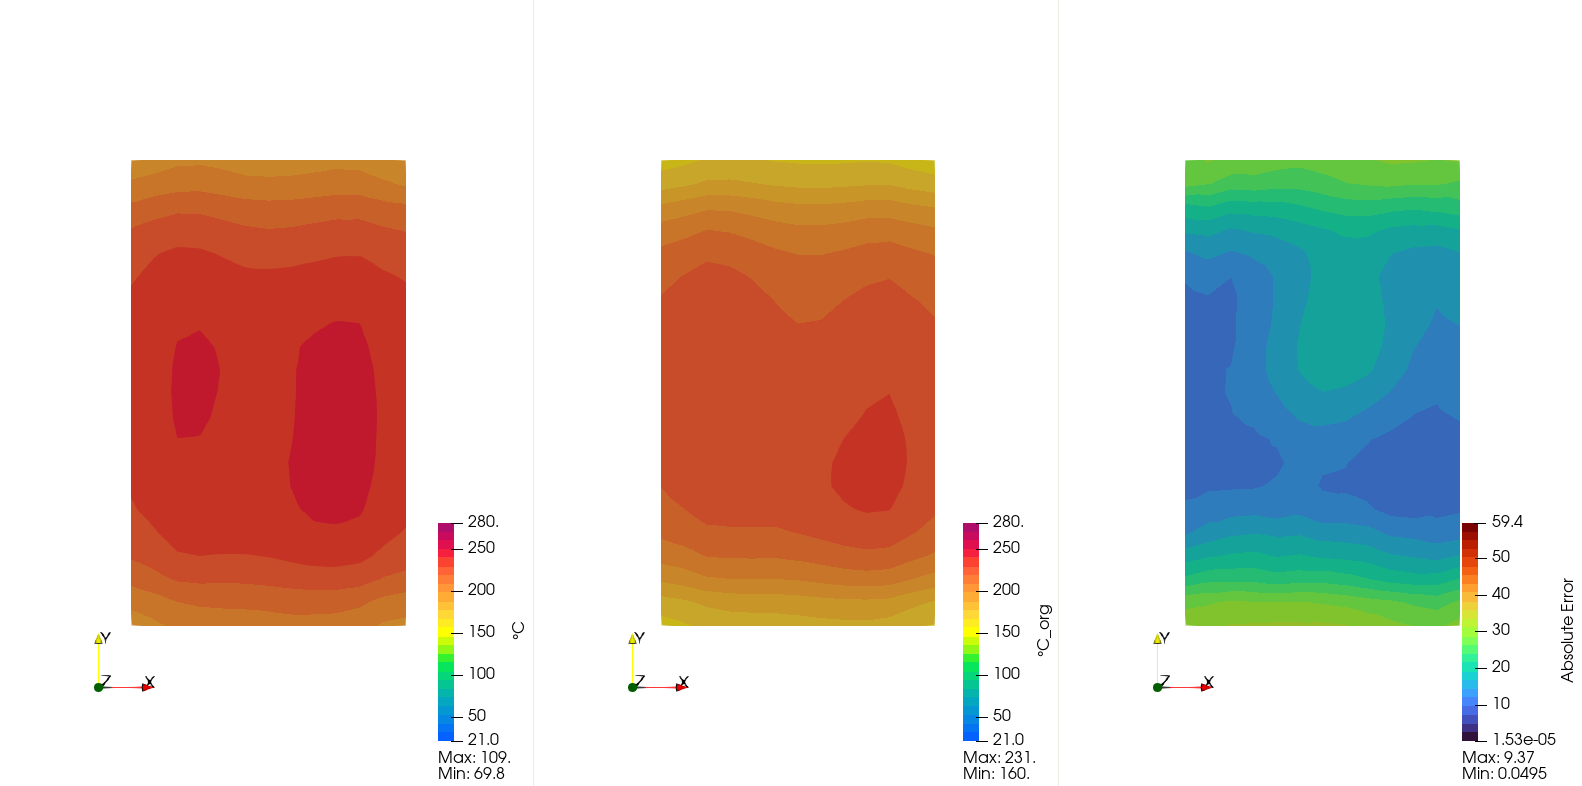 280.
250
200
150
100
50
21.0
°C
Max: 109.
Min: 69.8
Y
Z
X
280.
250
200
150
100
50
21.0
°C_org
Max: 231.
Min: 160.
Y
Z
X
59.4
50
40
30
20
10
1.53e-05
Absolute Error
Max: 9.37
Min: 0.0495
Y
Z
X